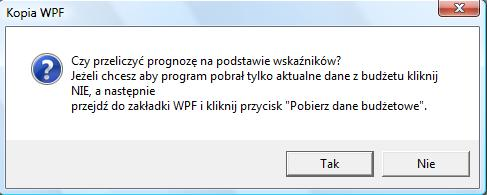 Kopia WPF
Czy przeliczyć prognozę na podstawie wskaźników?
Jeżeli chcesz aby program pobrał tylko aktualne dane z budżetu kliknij
NIE, a następnie
przejdź do zakładki WPF i kliknij przycisk "Pobierz dane budżetowe".
Tak
Nie